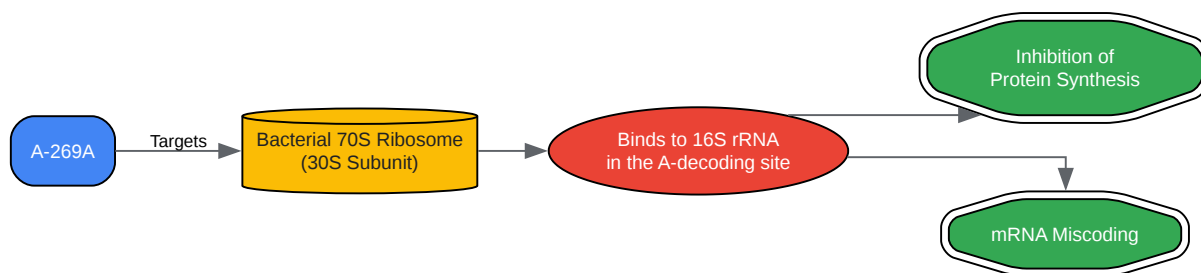 A-269A
Targets
Bacterial 70S Ribosome
(30S Subunit)
Binds to 16S rRNA
in the A-decoding site
Inhibition of
Protein Synthesis
mRNA Miscoding